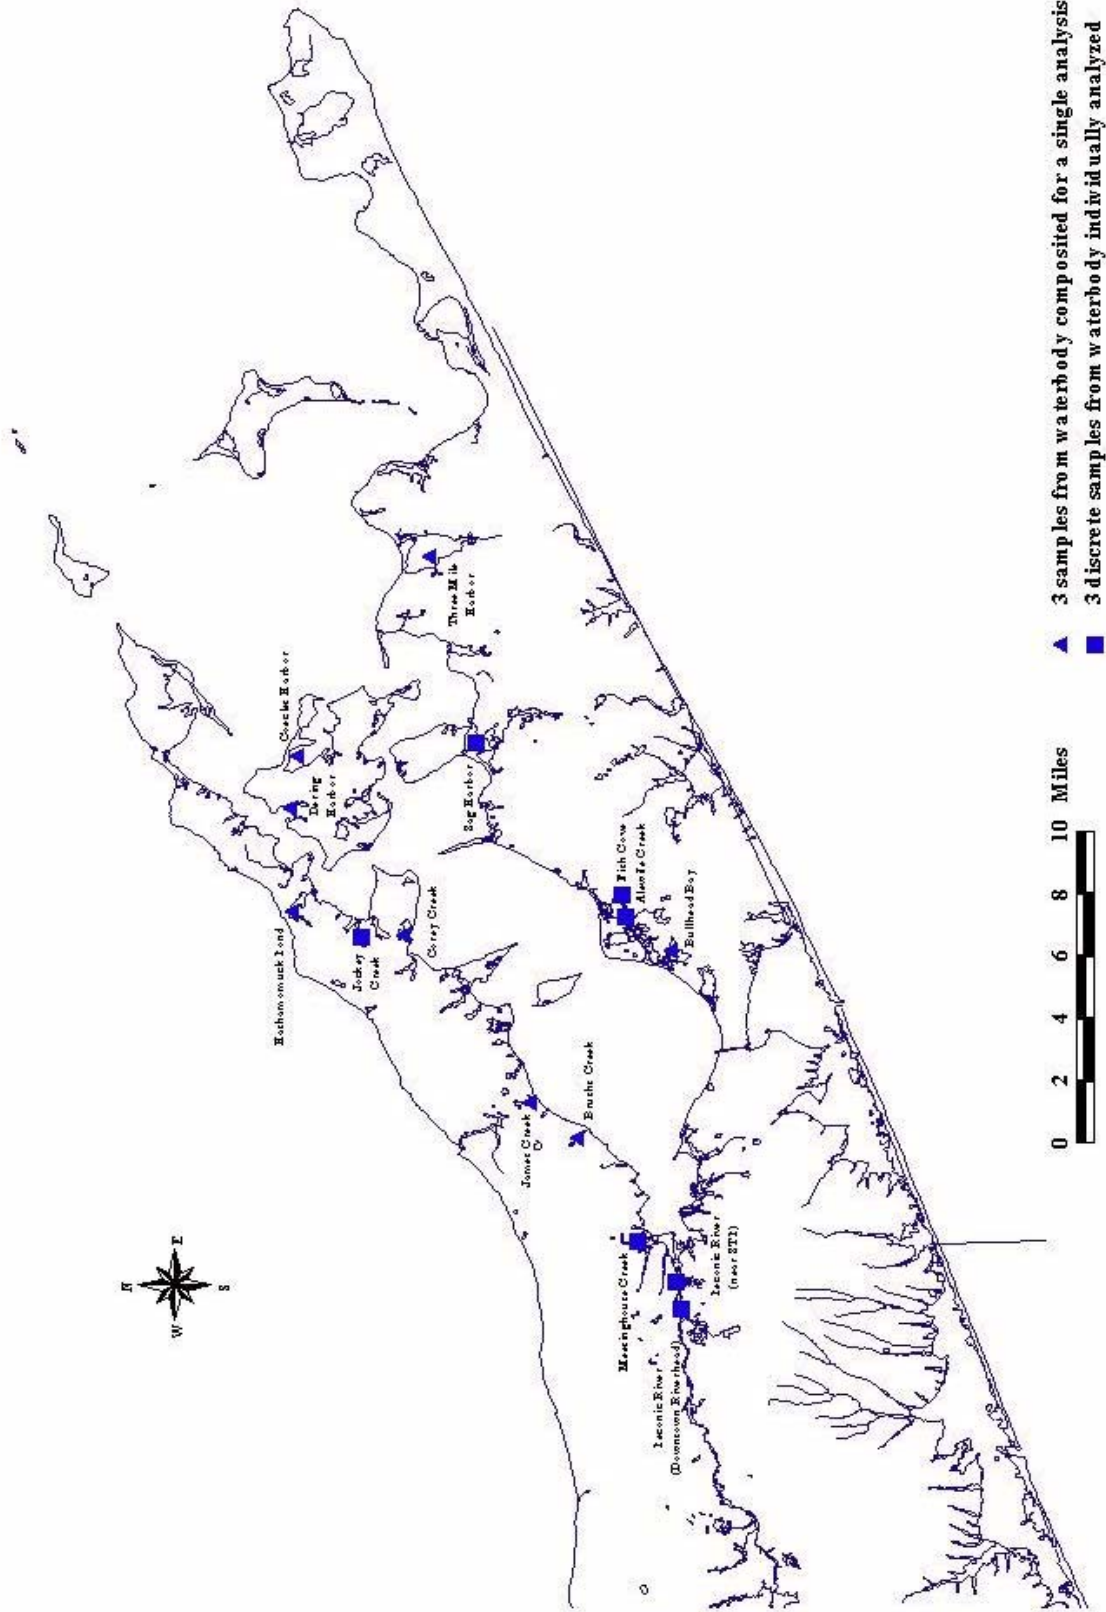 N
W
E
S
Coecles Harbor
Dering
Harbor
Three Mile
Harbor
Sag Harbor
Jockey
Creek
Corey Creek
Fish Cove
Alewife Creek
Bullhead Bay
James Creek
Brushs Creek
Meetinghouse Creek
Peconic River
(near STP)
Peconic River
(Downtown Riverhead)
0 2 4 6 8 10 Miles
3 samples from waterbody composited for a single analysis
3 discrete samples from waterbody individually analyzed